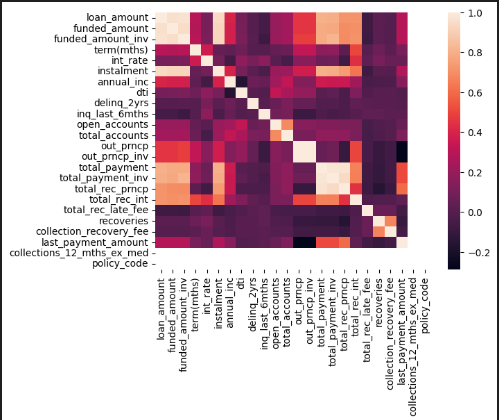 loan_amount
funded_amount
funded_amount_inv
term(mths)
int_rate
instalment
annual_inc
dti
delinq_2yrs
inq_last_6mths
open_accounts
total_accounts
out_prncp
out_prncp_inv
total_payment
total_payment_inv
total_rec_prncp
total_rec_int
total_rec_late_fee
recoveries
collection_recovery_fee
last_payment_amount
collections_12_mths_ex_med
policy_code
loan_amount
funded_amount
funded_amount_inv
term(mths)
int_rate
instalment
annual_inc
dti
delinq_2yrs
inq_last_6mths
open_accounts
total_accounts
out_prncp
out_prncp_inv
total_payment
total_payment_inv
total_rec_prncp
total_rec_int
total_rec_late_fee
recoveries
collection_recovery_fee
last_payment_amount
collections_12_mths_ex_med
policy_code
1.0
0.8
0.6
0.4
0.2
0.0
−0.2